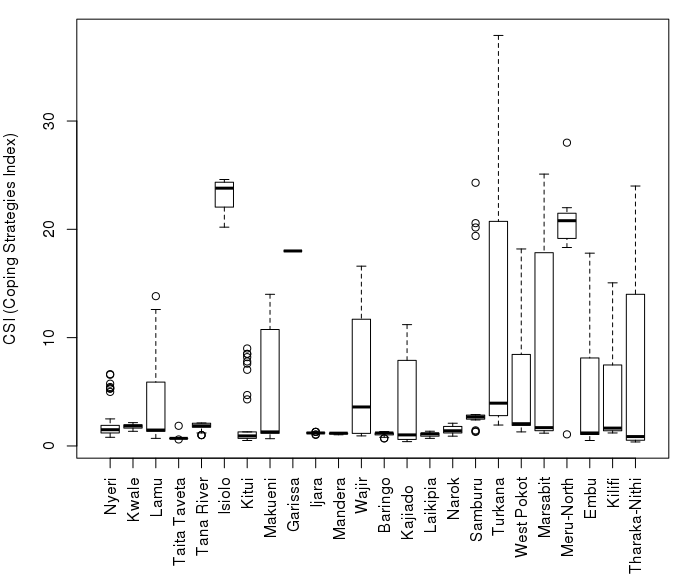 CSI (Coping Strategies Index)
30
20
10
0
Nyeri
Kwale
Lamu
Taita Taveta
Tana River
Isiolo
Kitui
Makueni
Garissa
Ijara
Mandera
Wajir
Baringo
Kajiado
Laikipia
Narok
Samburu
Turkana
West Pokot
Marsabit
Meru-North
Embu
Kilifi
Tharaka-Nithi